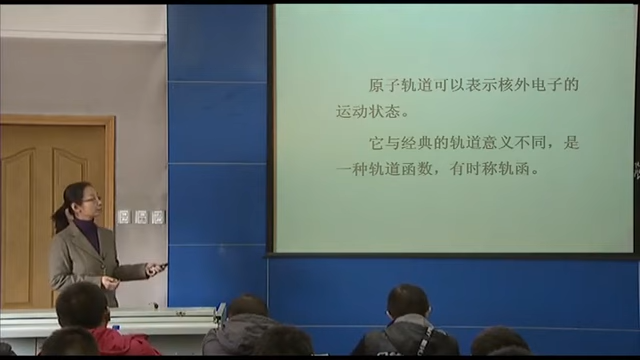 原子轨道可以表示核外电子的
运动状态。
它与经典的轨道意义不同，是
一种轨道函数，有时称轨函。